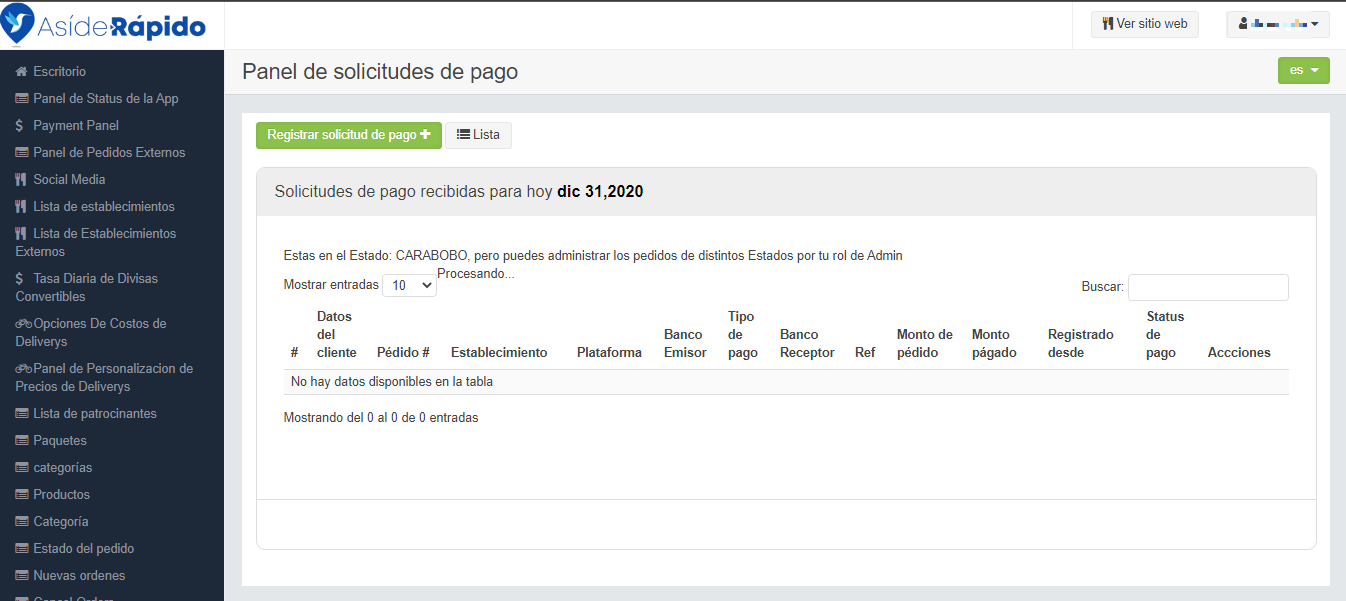 AsídeRápido
Ver sitio web
Escritorio
Panel de Status de la App
$ Payment Panel
Panel de Pedidos Externos
Social Media
Lista de establecimientos
Lista de Establecimientos
Externos
$ Tasa Diaria de Divisas
Convertibles
Opciones De Costos de
Deliverys
Panel de Personalizacion de
Precios de Deliverys
Lista de patrocinantes
Paquetes
categorías
Productos
Categoría
Estado del pedido
Nuevas ordenes
Cancel Orders
Panel de solicitudes de pago
es
Registrar solicitud de pago
Lista
Solicitudes de pago recibidas para hoy dic 31,2020
Estas en el Estado: CARABOBO, pero puedes administrar los pedidos de distintos Estados por tu rol de Admin
Procesando...
Mostrar entradas 10
Buscar:
#
Datos
del
cliente
Pédido #
Establecimiento
Plataforma
Banco
Emisor
Tipo
de
pago
Banco
Receptor
Ref
Monto de
pédido
Monto
págado
Registrado
desde
Status
de
pago
Accciones
No hay datos disponibles en la tabla
Mostrando del 0 al 0 de 0 entradas